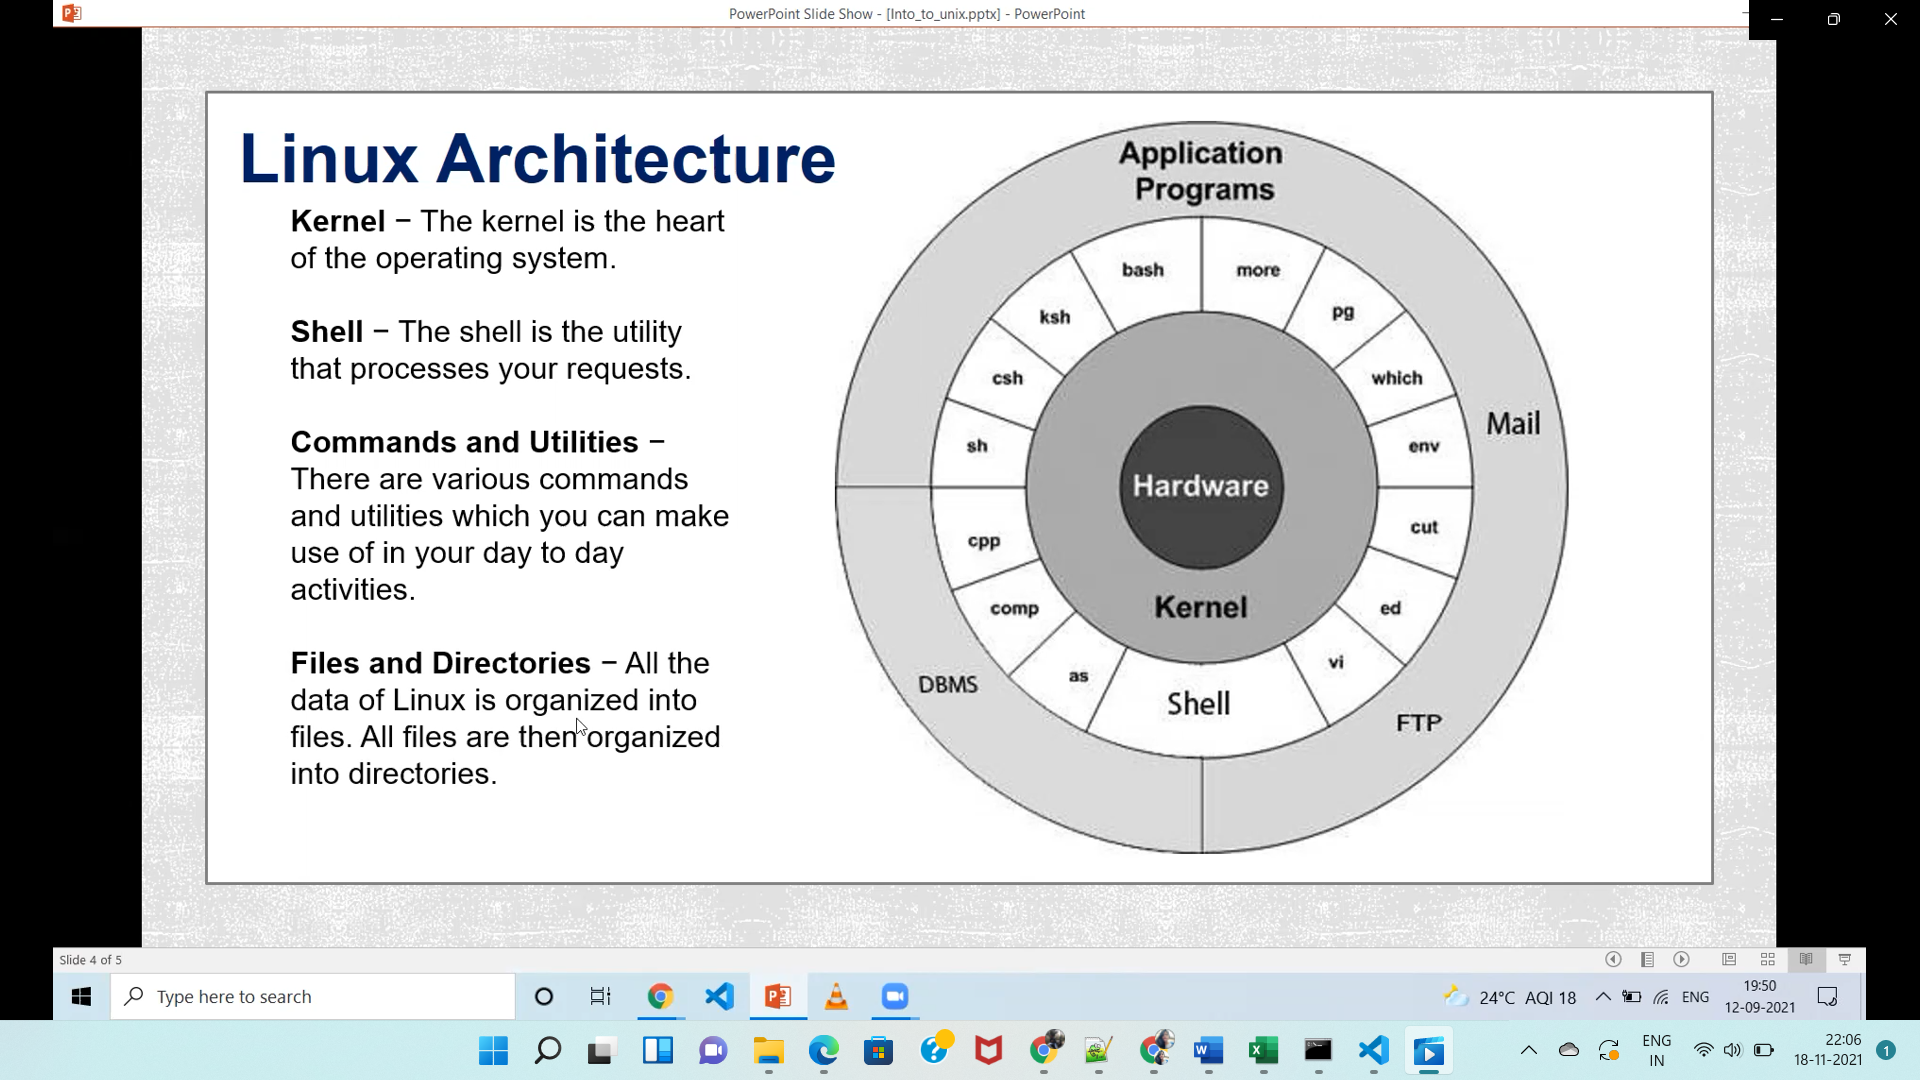 PowerPoint Slide Show - [Into_to_unix.pptx] - PowerPoint
Linux Architecture
Kernel – The kernel is the heart
of the operating system.
Shell – The shell is the utility
that processes your requests.
Commands and Utilities –
There are various commands
and utilities which you can make
use of in your day to day
activities.
Files and Directories – All the
data of Linux is organized into
files. All files are then organized
into directories.
Application
Programs
bash
more
ksh
pg
csh
which
sh
env
Mail
Hardware
cpp
cut
comp
Kernel
ed
as
Shell
vi
DBMS
FTP
Slide 4 of 5
Type here to search
24°C AQI 18
ENG
19:50
12-09-2021
ENG
IN
22:06
18-11-2021
1